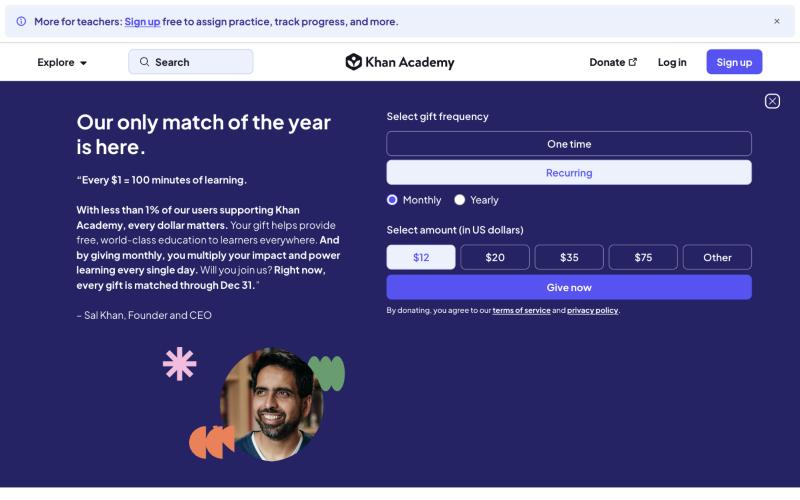 More for teachers: Sign up free to assign practice, track progress, and more.
Explore
Search
Khan Academy
Donate
Log in
Sign up
Our only match of the year
is here.
“Every $1 = 100 minutes of learning.
With less than 1% of our users supporting Khan
Academy, every dollar matters. Your gift helps provide
free, world-class education to learners everywhere. And
by giving monthly, you multiply your impact and power
learning every single day. Will you join us? Right now,
every gift is matched through Dec 31.”
– Sal Khan, Founder and CEO
Select gift frequency
One time
Recurring
Monthly
Yearly
Select amount (in US dollars)
$12
$20
$35
$75
Other
Give now
By donating, you agree to our terms of service and privacy policy.